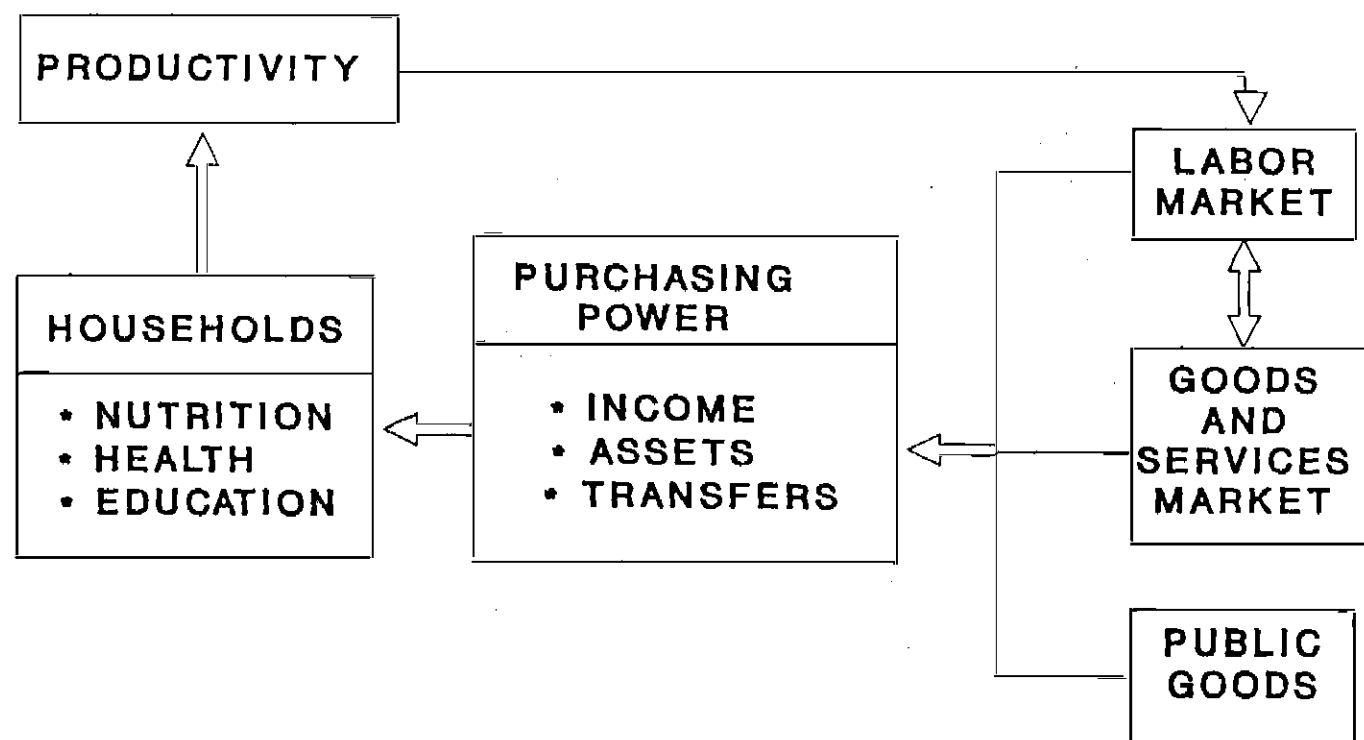 PRODUCTIVITY
LABOR
MARKET
PURCHASING
POWER
HOUSEHOLDS
* NUTRITION
* HEALTH
* EDUCATION
* INCOME
* ASSETS
* TRANSFERS
GOODS
AND
SERVICES
MARKET
PUBLIC
GOODS